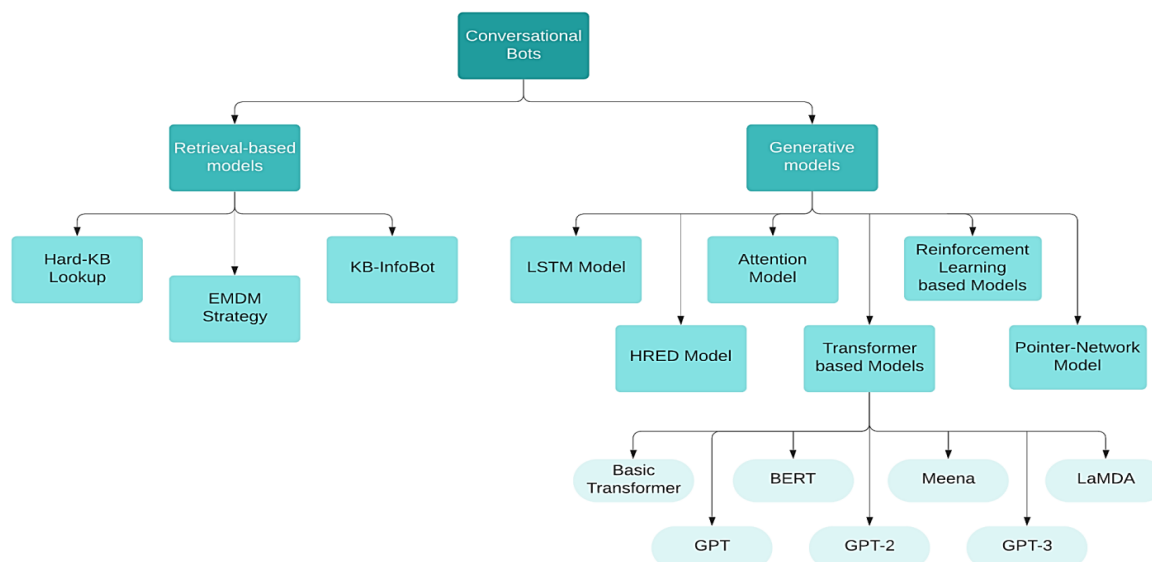 Conversational
Bots
Retrieval-based
models
Generative
models
Hard-KB
Lookup
EMDM
Strategy
KB-InfoBot
LSTM Model
Attention
Model
Reinforcement
Learning
based Models
HRED Model
Transformer
based Models
Pointer-Network
Model
Basic
Transformer
BERT
Meena
LaMDA
GPT
GPT-2
GPT-3